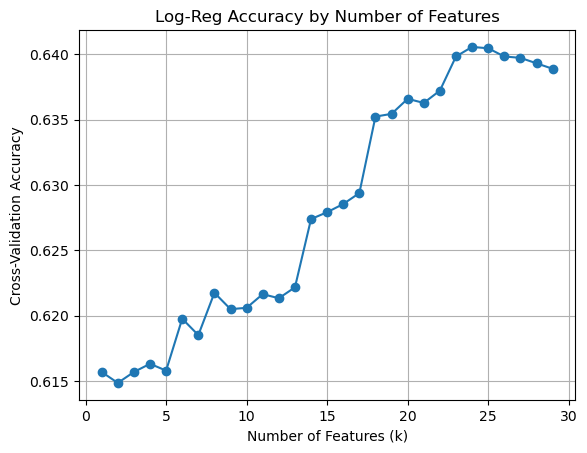 Log-Reg Accuracy by Number of Features
Cross-Validation Accuracy
0.640
0.635
0.630
0.625
0.620
0.615
0 5 10 15 20 25 30
Number of Features (k)